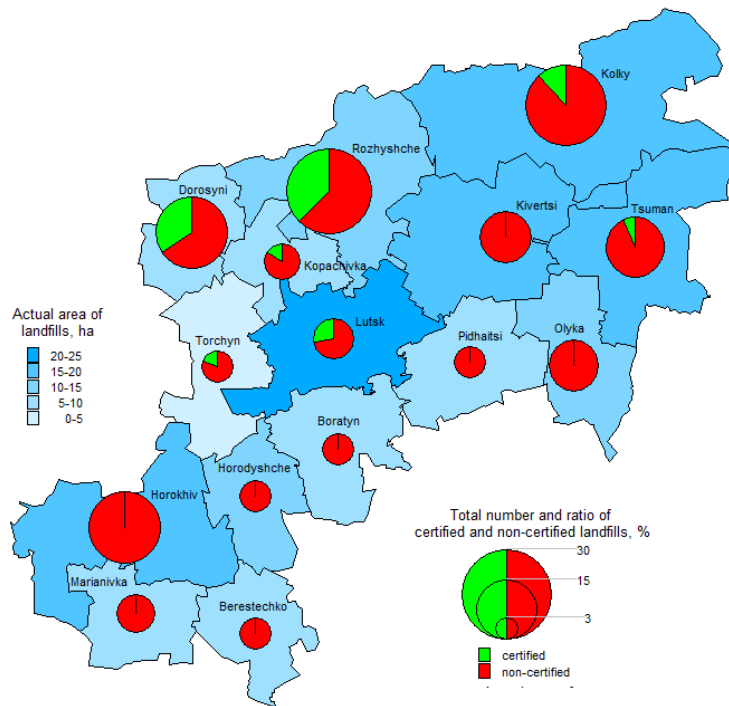 Kolky
Rozhyshche
Dorosyni
Kivertsi
Tsuman
Kopachivka
Actual area of
landfills, ha
20-25
15-20
10-15
5-10
0-5
Torchyn
Lutsk
Pidhaitsi
Olyka
Boratyn
Horodyshche
Horokhiv
Marianivka
Berestechko
Total number and ratio of
certified and non-certified landfills, %
30
15
3
certified
non-certified